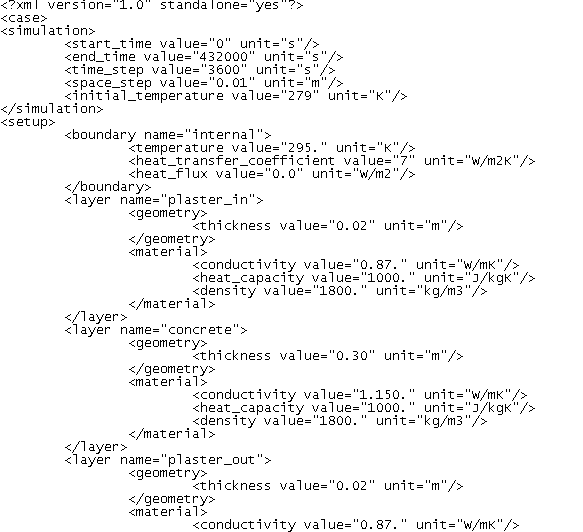 <?xml version="1.0" standalone="yes"?>
<case>
<simulation>
<start_time value="0" unit="s"/>
<end_time value="432000" unit="s"/>
<time_step value="3600" unit="s"/>
<space_step value="0.01" unit="m"/>
<initial_temperature value="279" unit="K"/>
</simulation>
<setup>
<boundary name="internal">
<temperature value="295." unit="K"/>
<heat_transfer_coefficient value="7" unit="W/m2K"/>
<heat_flux value="0.0" unit="W/m2"/>
</boundary>
<layer name="plaster_in">
<geometry>
<thickness value="0.02" unit="m"/>
</geometry>
<material>
<conductivity value="0.87." unit="W/mK"/>
<heat_capacity value="1000." unit="J/kgK"/>
<density value="1800." unit="kg/m3"/>
</material>
</layer>
<layer name="concrete">
<geometry>
<thickness value="0.30" unit="m"/>
</geometry>
<material>
<conductivity value="1.150." unit="W/mK"/>
<heat_capacity value="1000." unit="J/kgK"/>
<density value="1800." unit="kg/m3"/>
</material>
</layer>
<layer name="plaster_out">
<geometry>
<thickness value="0.02" unit="m"/>
</geometry>
<material>
<conductivity value="0.87." unit="W/mK"/>